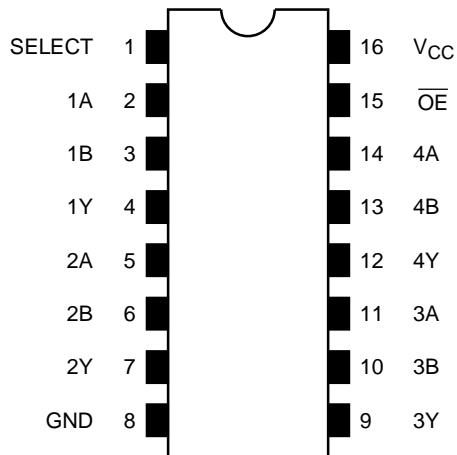 SELECT 1 16 VCC
1A 2 15 OE
1B 3 14 4A
1Y 4 13 4B
2A 5 12 4Y
2B 6 11 3A
2Y 7 10 3B
GND 8 9 3Y